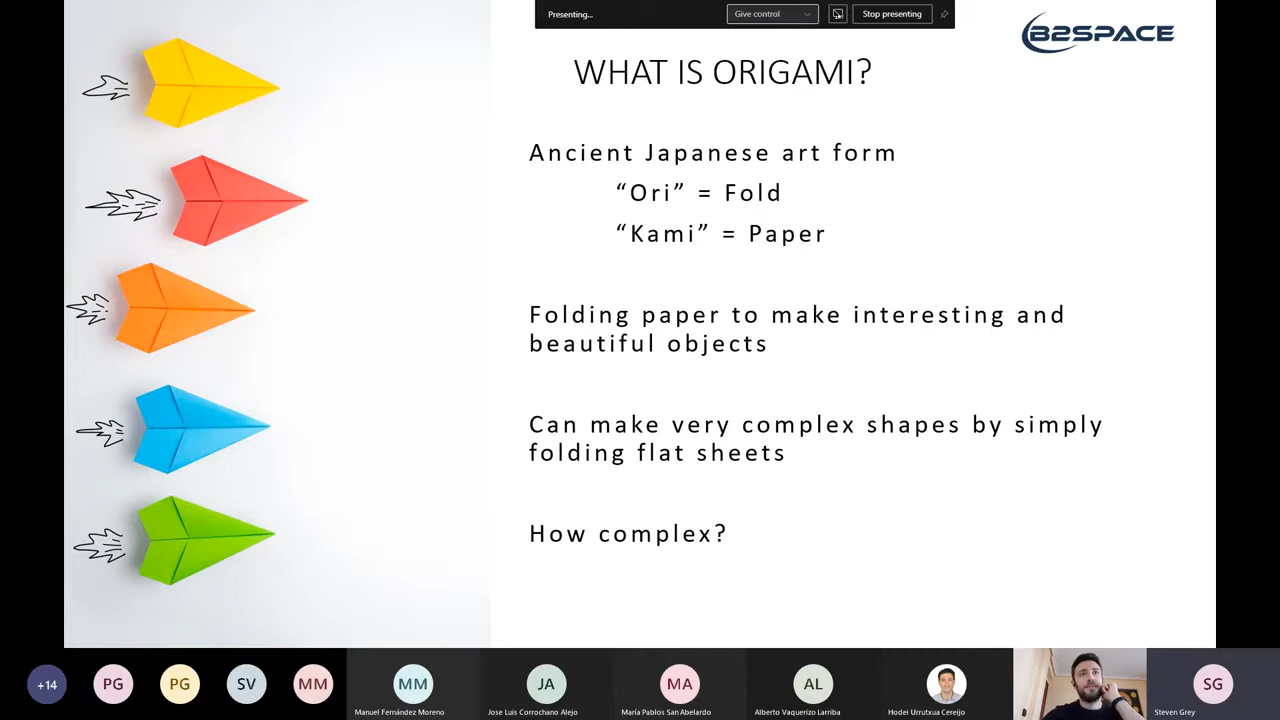 Presenting...
Give control
Stop presenting
B2SPACE
WHAT IS ORIGAMI?
Ancient Japanese art form
“Ori” = Fold
“Kami” = Paper
Folding paper to make interesting and
beautiful objects
Can make very complex shapes by simply
folding flat sheets
How complex?
+14
PG
PG
SV
MM
MM
JA
MA
AL
SG
Manuel Fernández Moreno
Jose Luis Corrochano Alejo
María Pablos San Abelardo
Alberto Vaquerizo Larriba
Hodei Urrutxua Cereijo
Steven Grey